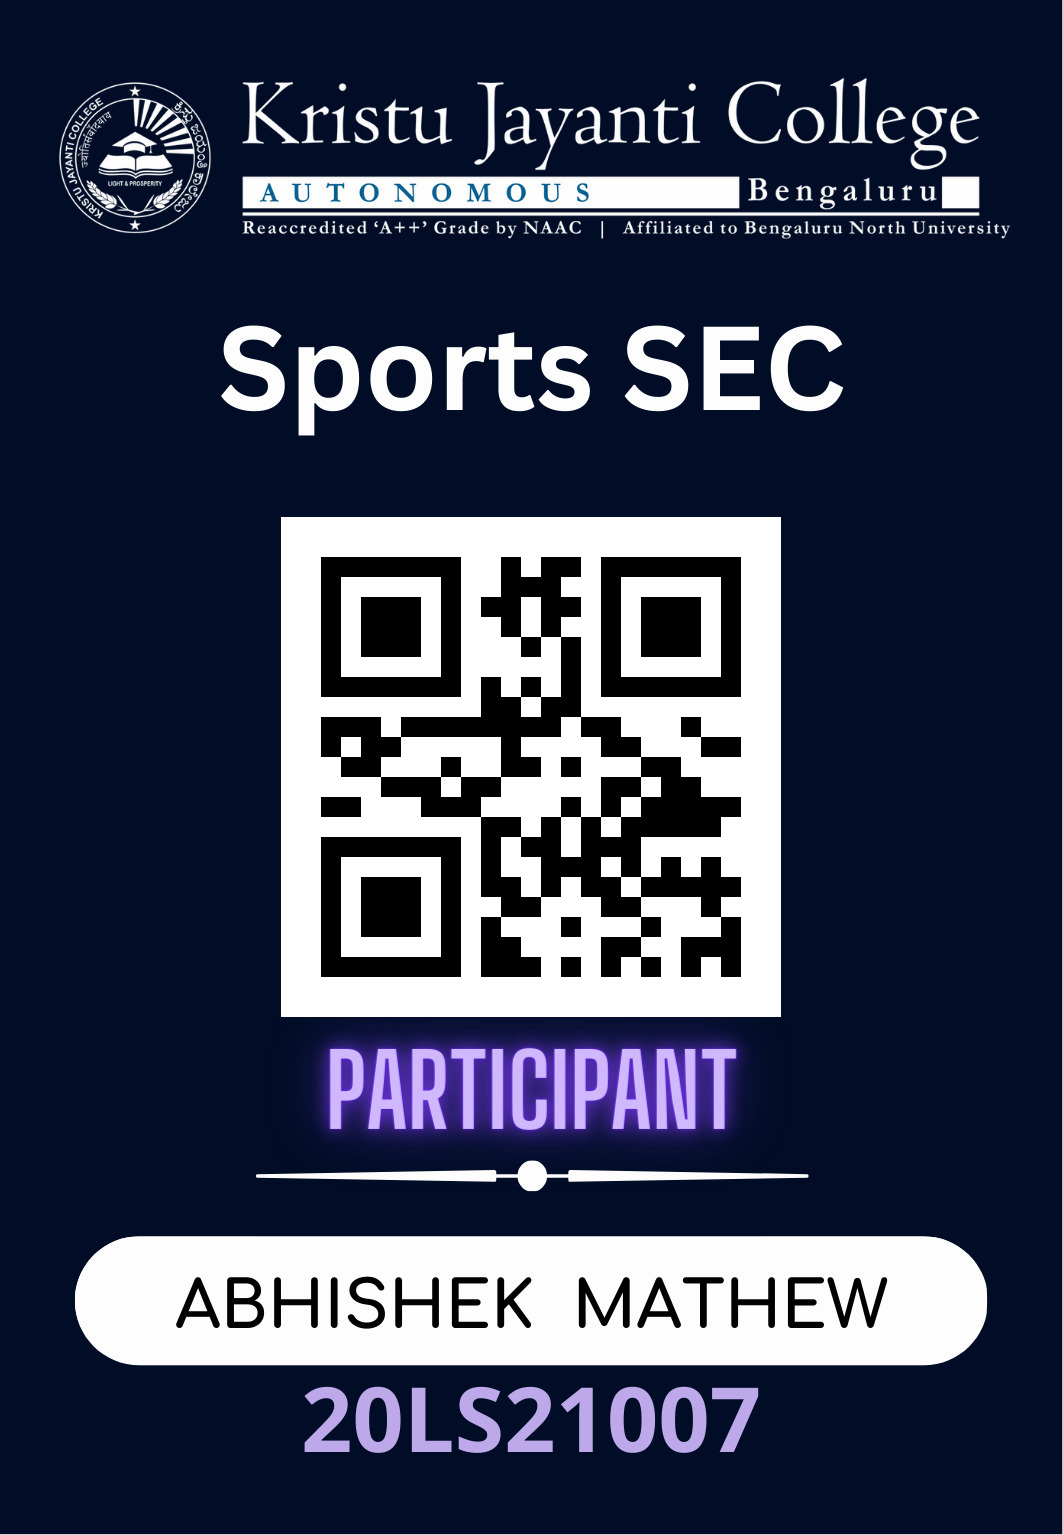 KRISTU JAYANTI COLLEGE
ಕ್ರಿಸ್ತು ಜಯಂತಿ ಕಾಲೇಜು
LIGHT & PROSPERITY
Kristu Jayanti College
AUTONOMOUS Bengaluru
Reaccredited ‘A++’ Grade by NAAC | Affiliated to Bengaluru North University
Sports SEC
PARTICIPANT
ABHISHEK MATHEW
20LS21007